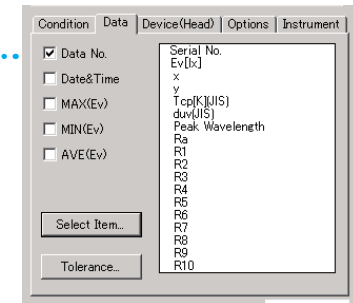 Condition Data Device(Head) Options Instrument
Data No.
Date&Time
MAX(Ev)
MIN(Ev)
AVE(Ev)
Select Item...
Tolerance...
Serial No.
Ev[lx]
x
y
Tcp[K](JIS)
duv(JIS)
Peak Wavelength
Ra
R1
R2
R3
R4
R5
R6
R7
R8
R9
R10